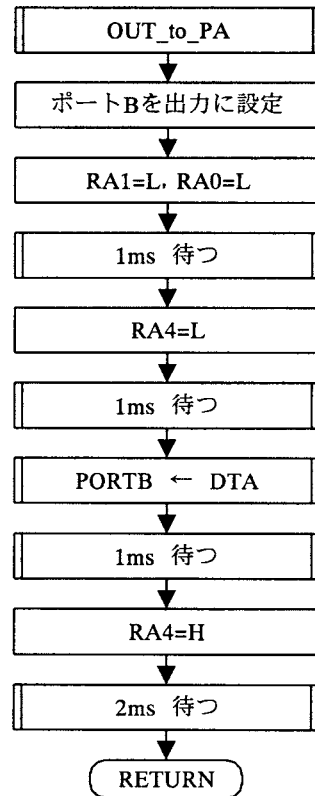 OUT_to_PA
ポートBを出力に設定
RA1=L, RA0=L
1ms 待つ
RA4=L
1ms 待つ
PORTB ← DTA
1ms 待つ
RA4=H
2ms 待つ
RETURN